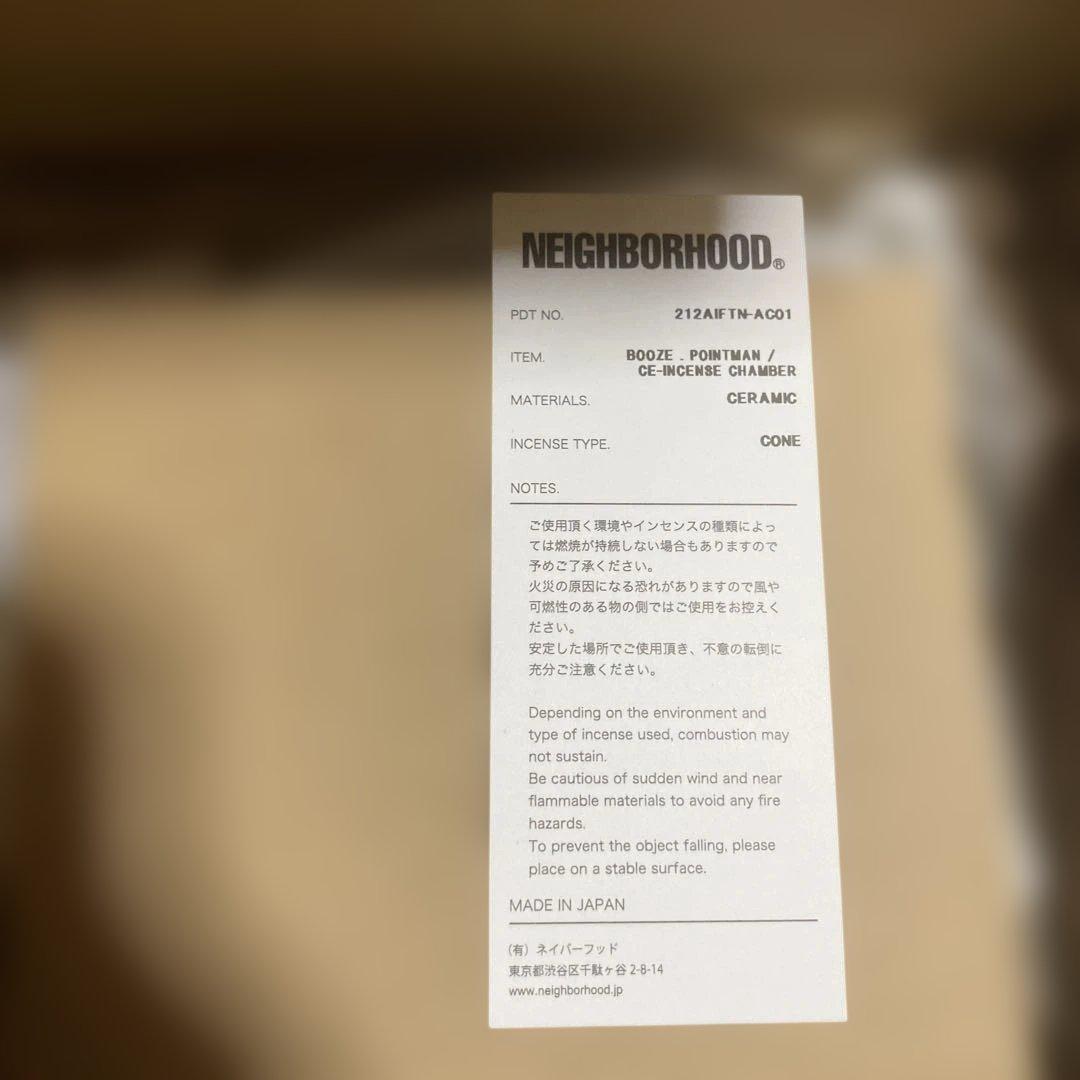 NEIGHBORHOOD®
PDT NO. 212AIFTN-AC01
ITEM. BOOZE . POINTMAN /
CE-INCENSE CHAMBER
MATERIALS. CERAMIC
INCENSE TYPE. CONE
NOTES.
ご使用頂く環境やインセンスの種類によっ
ては燃焼が持続しない場合もありますので
予めご了承ください。
火災の原因になる恐れがありますので風や
可燃性のある物の側ではご使用をお控えく
ださい。
安定した場所でご使用頂き、不意の転倒に
充分ご注意ください。
Depending on the environment and
type of incense used, combustion may
not sustain.
Be cautious of sudden wind and near
flammable materials to avoid any fire
hazards.
To prevent the object falling, please
place on a stable surface.
MADE IN JAPAN
(有) ネイバーフッド
東京都渋谷区千駄ヶ谷 2-8-14
www.neighborhood.jp